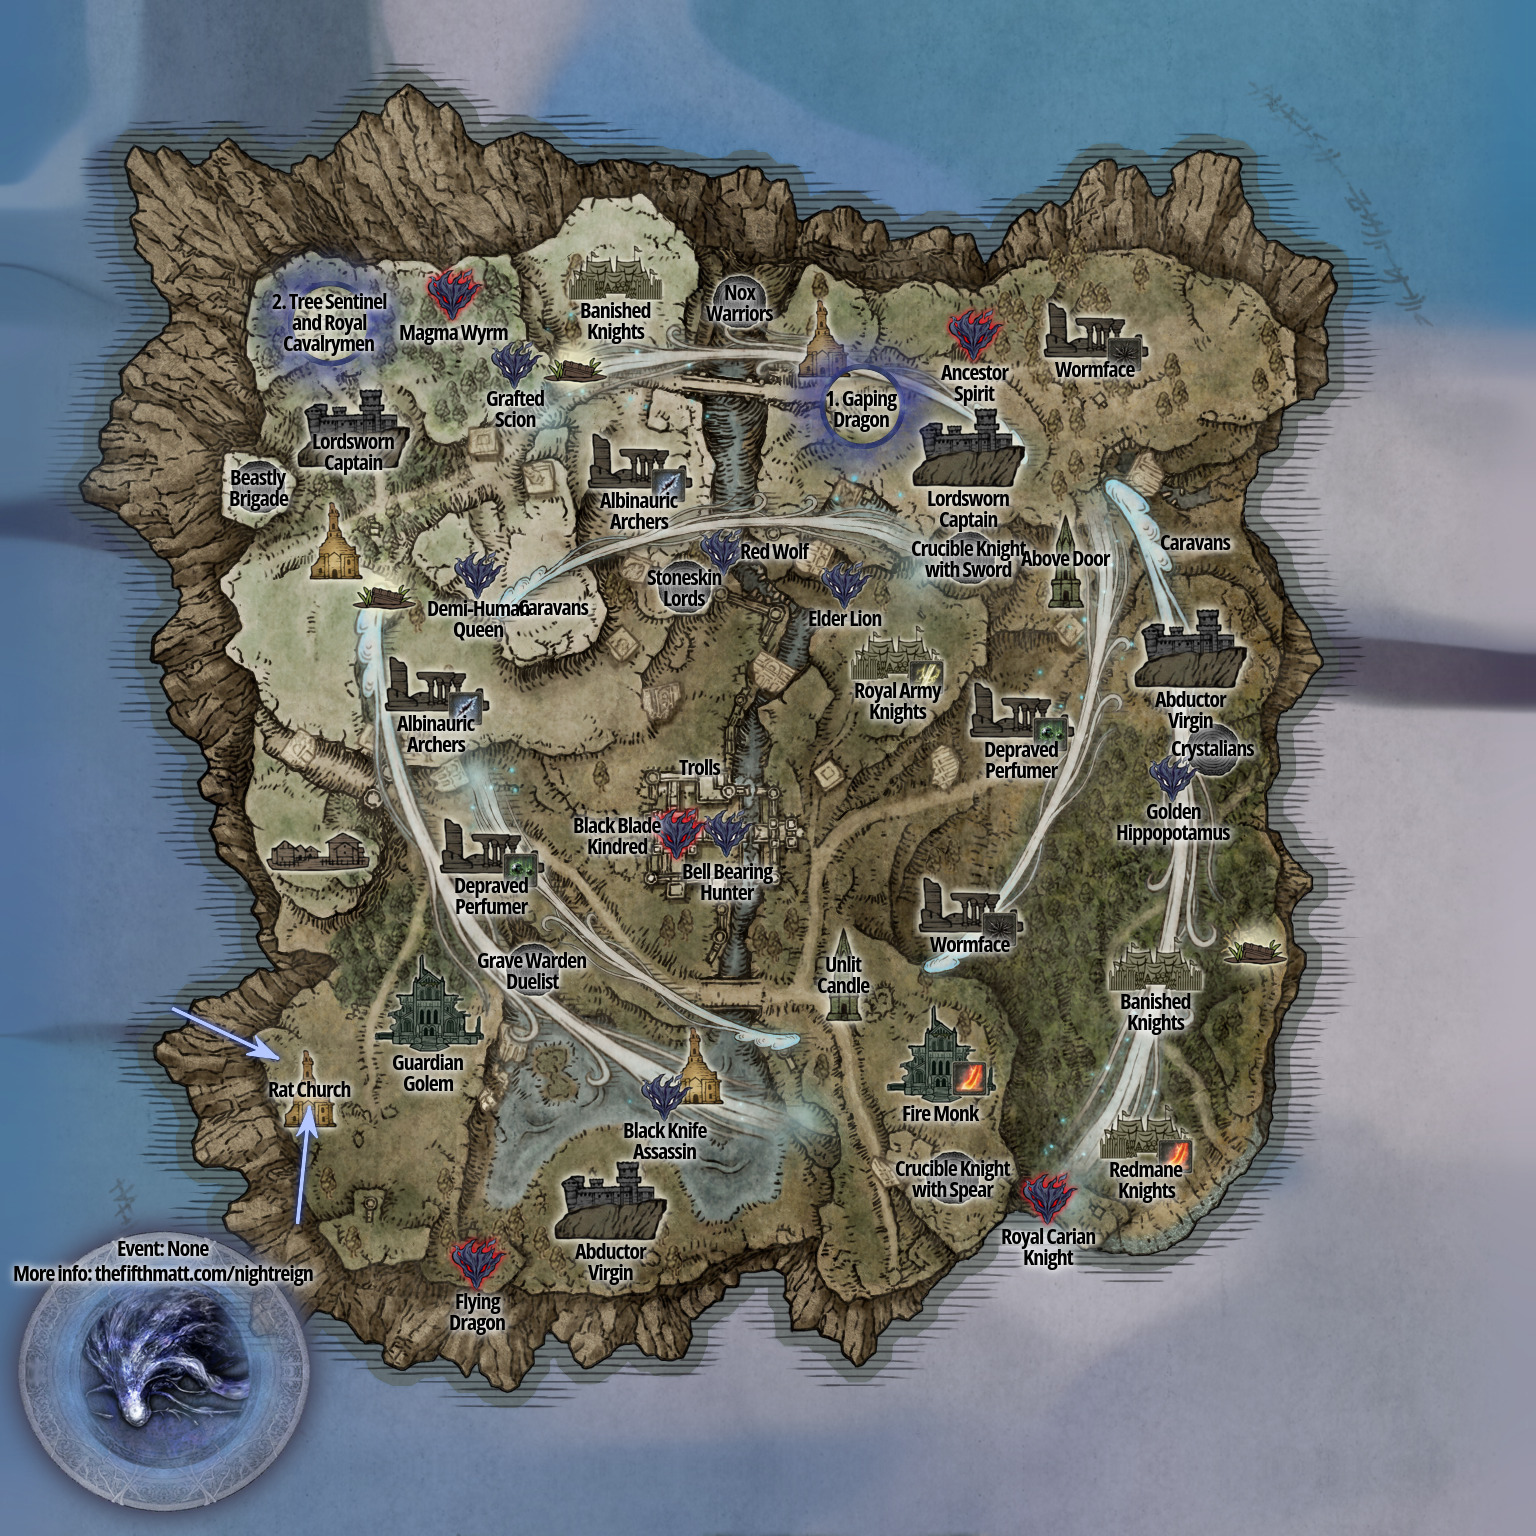 2. Tree Sentinel
and Royal
Cavalrymen
Magma Wyrm
Banished
Knights
Nox
Warriors
Grafted
Scion
1. Gaping
Dragon
Ancestor
Spirit
Wormface
Lordsworn
Captain
Beastly
Brigade
Albinauric
Archers
Lordsworn
Captain
Red Wolf
Stoneskin
Lords
Crucible Knight
with Sword
Above Door
Caravans
Demi-Human
Queen
Caravans
Elder Lion
Royal Army
Knights
Abductor
Virgin
Albinauric
Archers
Depraved
Perfumer
Crystalians
Trolls
Golden
Hippopotamus
Black Blade
Kindred
Bell Bearing
Hunter
Depraved
Perfumer
Wormface
Grave Warden
Duelist
Unlit
Candle
Banished
Knights
Guardian
Golem
Rat Church
Fire Monk
Black Knife
Assassin
Crucible Knight
with Spear
Redmane
Knights
Royal Carian
Knight
Abductor
Virgin
Flying
Dragon
Event: None
More info: thefifthmatt.com/nightreign